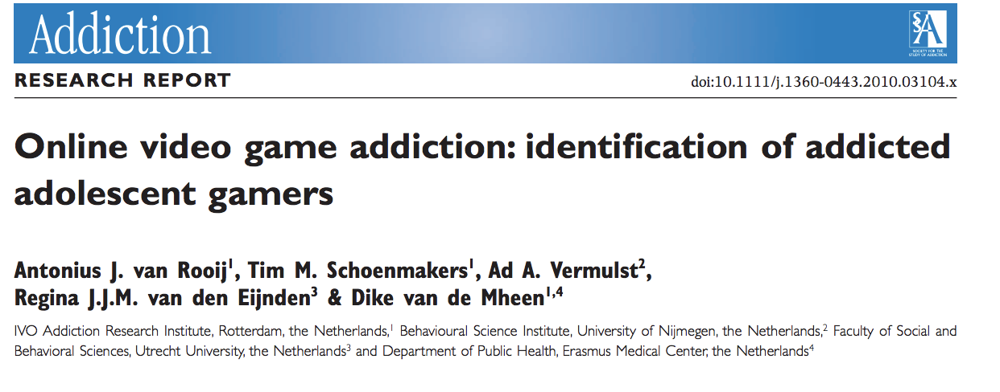 Addiction
SSA
SOCIETY FOR THE
STUDY OF ADDICTION
RESEARCH REPORT
doi:10.1111/j.1360-0443.2010.03104.x
Online video game addiction: identification of addicted
adolescent gamers
Antonius J. van Rooij¹, Tim M. Schoenmakers¹, Ad A. Vermulst²,
Regina J.J.M. van den Eijnden³ & Dike van de Mheen¹,⁴
IVO Addiction Research Institute, Rotterdam, the Netherlands,¹ Behavioural Science Institute, University of Nijmegen, the Netherlands,² Faculty of Social and
Behavioral Sciences, Utrecht University, the Netherlands³ and Department of Public Health, Erasmus Medical Center, the Netherlands⁴